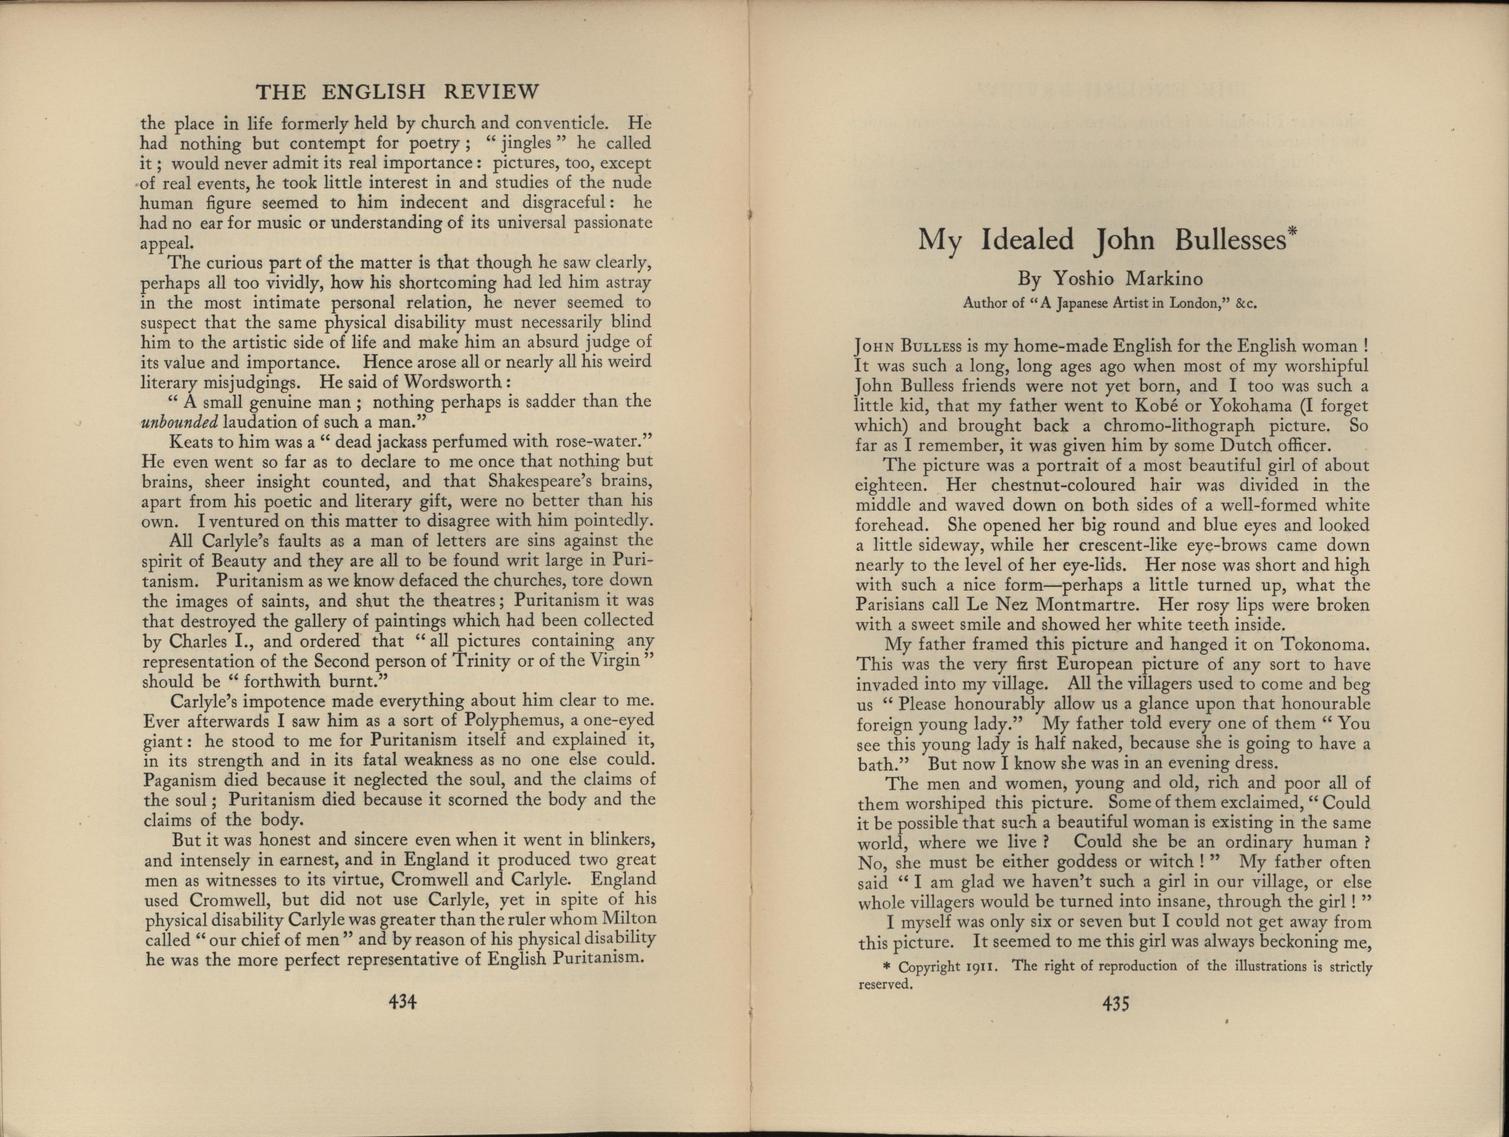 THE ENGLISH REVIEW
the place in life formerly held by church and conventicle. He
had nothing but contempt for poetry; “jingles” he called
it; would never admit its real importance: pictures, too, except
of real events, he took little interest in and studies of the nude
human figure seemed to him indecent and disgraceful: he
had no ear for music or understanding of its universal passionate
appeal.
The curious part of the matter is that though he saw clearly,
perhaps all too vividly, how his shortcoming had led him astray
in the most intimate personal relation, he never seemed to
suspect that the same physical disability must necessarily blind
him to the artistic side of life and make him an absurd judge of
its value and importance. Hence arose all or nearly all his weird
literary misjudgings. He said of Wordsworth:
“A small genuine man; nothing perhaps is sadder than the
unbounded laudation of such a man.”
Keats to him was a “dead jackass perfumed with rose-water.”
He even went so far as to declare to me once that nothing but
brains, sheer insight counted, and that Shakespeare’s brains,
apart from his poetic and literary gift, were no better than his
own. I ventured on this matter to disagree with him pointedly.
All Carlyle’s faults as a man of letters are sins against the
spirit of Beauty and they are all to be found writ large in Puri-
tanism. Puritanism as we know defaced the churches, tore down
the images of saints, and shut the theatres; Puritanism it was
that destroyed the gallery of paintings which had been collected
by Charles I., and ordered that “all pictures containing any
representation of the Second person of Trinity or of the Virgin”
should be “forthwith burnt.”
Carlyle’s impotence made everything about him clear to me.
Ever afterwards I saw him as a sort of Polyphemus, a one-eyed
giant: he stood to me for Puritanism itself and explained it,
in its strength and in its fatal weakness as no one else could.
Paganism died because it neglected the soul, and the claims of
the soul; Puritanism died because it scorned the body and the
claims of the body.
But it was honest and sincere even when it went in blinkers,
and intensely in earnest, and in England it produced two great
men as witnesses to its virtue, Cromwell and Carlyle. England
used Cromwell, but did not use Carlyle, yet in spite of his
physical disability Carlyle was greater than the ruler whom Milton
called “our chief of men” and by reason of his physical disability
he was the more perfect representative of English Puritanism.
434
My Idealed John Bullesses*
By Yoshio Markino
Author of “A Japanese Artist in London,” &c.
JOHN BULLESS is my home-made English for the English woman!
It was such a long, long ages ago when most of my worshipful
John Bulless friends were not yet born, and I too was such a
little kid, that my father went to Kobé or Yokohama (I forget
which) and brought back a chromo-lithograph picture. So
far as I remember, it was given him by some Dutch officer.
The picture was a portrait of a most beautiful girl of about
eighteen. Her chestnut-coloured hair was divided in the
middle and waved down on both sides of a well-formed white
forehead. She opened her big round and blue eyes and looked
a little sideway, while her crescent-like eye-brows came down
nearly to the level of her eye-lids. Her nose was short and high
with such a nice form—perhaps a little turned up, what the
Parisians call Le Nez Montmartre. Her rosy lips were broken
with a sweet smile and showed her white teeth inside.
My father framed this picture and hanged it on Tokonoma.
This was the very first European picture of any sort to have
invaded into my village. All the villagers used to come and beg
us “Please honourably allow us a glance upon that honourable
foreign young lady.” My father told every one of them “You
see this young lady is half naked, because she is going to have a
bath.” But now I know she was in an evening dress.
The men and women, young and old, rich and poor all of
them worshiped this picture. Some of them exclaimed, “Could
it be possible that such a beautiful woman is existing in the same
world, where we live? Could she be an ordinary human?
No, she must be either goddess or witch!” My father often
said “I am glad we haven’t such a girl in our village, or else
whole villagers would be turned into insane, through the girl!”
I myself was only six or seven but I could not get away from
this picture. It seemed to me this girl was always beckoning me,
* Copyright 1911. The right of reproduction of the illustrations is strictly
reserved.
435